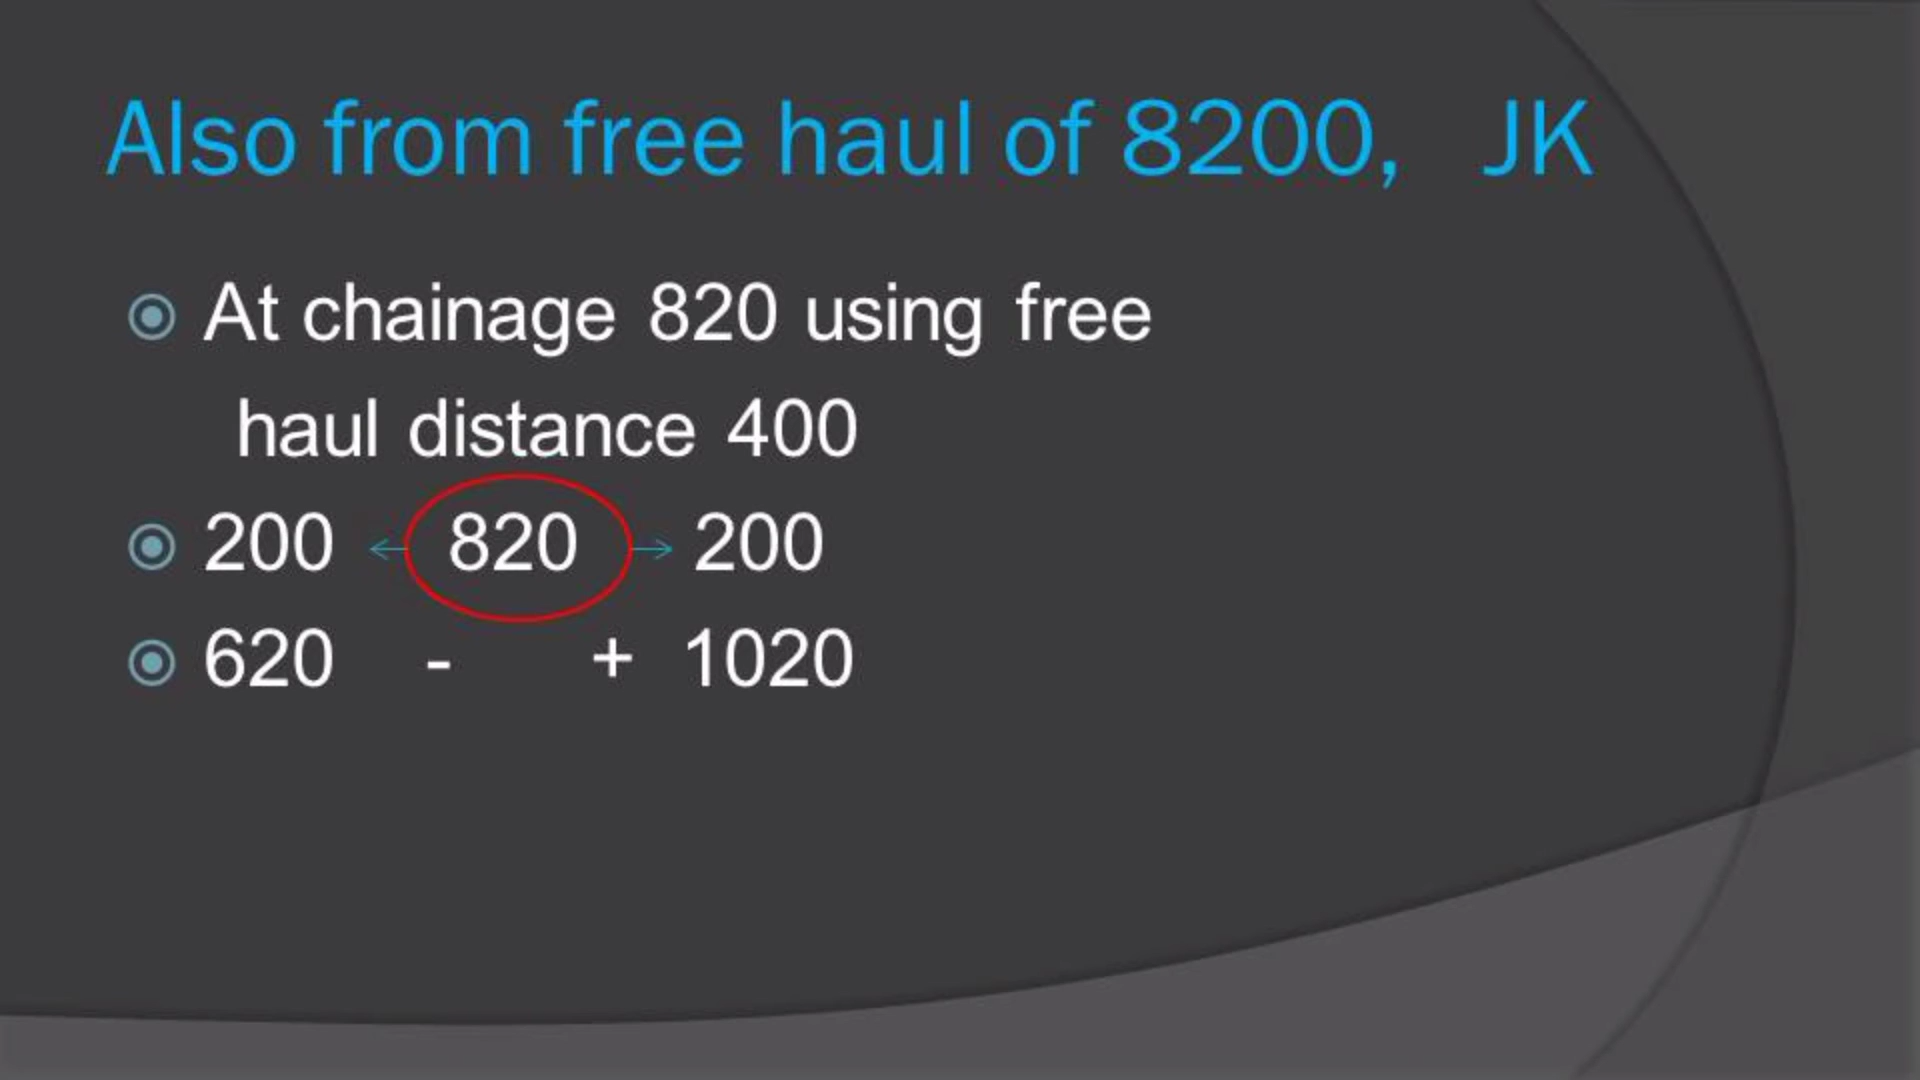 Also from free haul of 8200, JK
At chainage 820 using free
haul distance 400
200 820 200
620 - + 1020